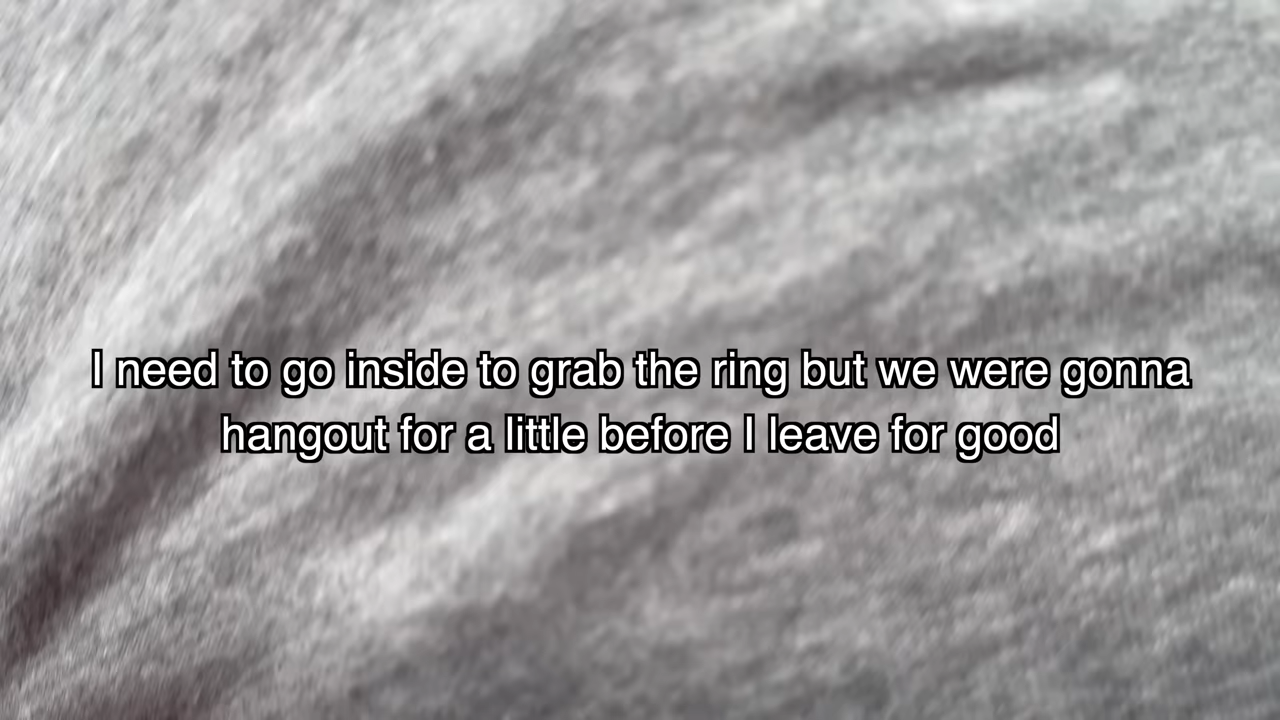 I need to go inside to grab the ring but we were gonna
hangout for a little before I leave for good